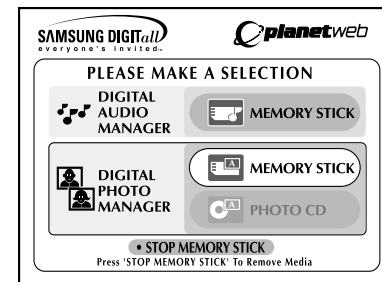 SAMSUNG DIGITall
everyone's invited™
planetweb
PLEASE MAKE A SELECTION
DIGITAL
AUDIO
MANAGER
MEMORY STICK
DIGITAL
PHOTO
MANAGER
A
MEMORY STICK
A
PHOTO CD
• STOP MEMORY STICK
Press 'STOP MEMORY STICK' To Remove Media